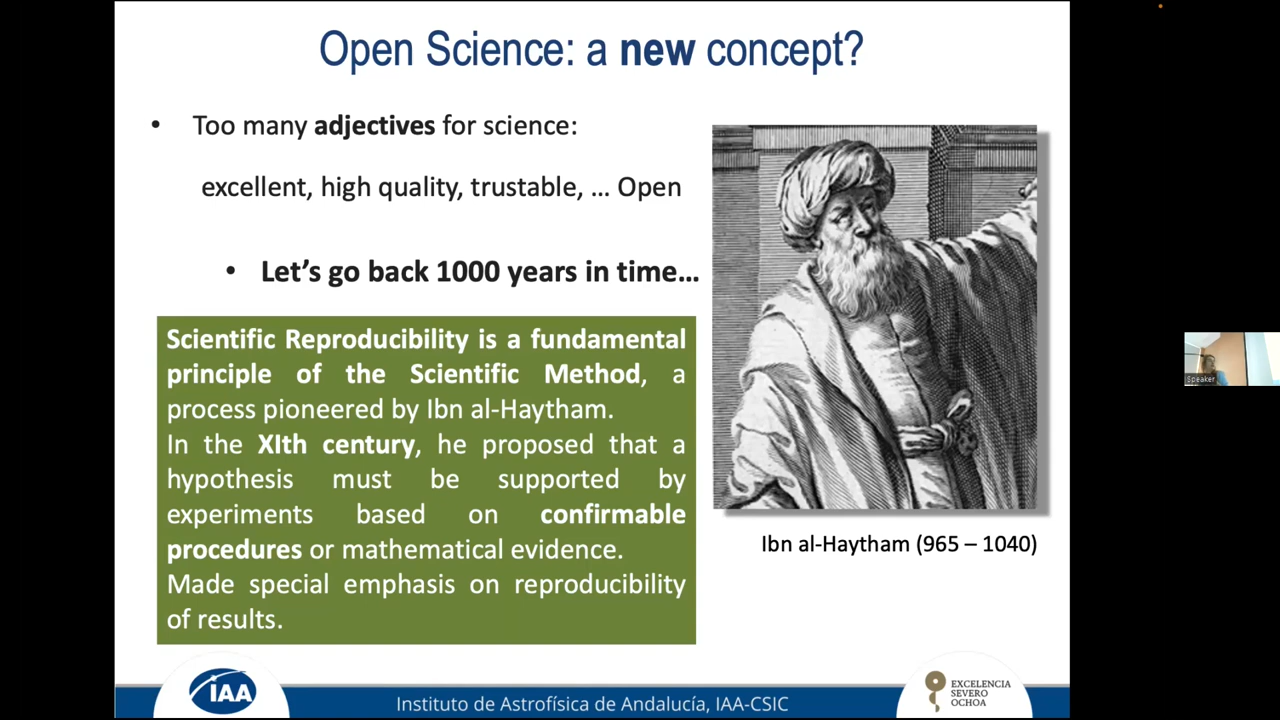 Open Science: a new concept?
• Too many adjectives for science:
excellent, high quality, trustable, ... Open
• Let's go back 1000 years in time...
Scientific Reproducibility is a fundamental
principle of the Scientific Method, a
process pioneered by Ibn al-Haytham.
In the XIth century, he proposed that a
hypothesis must be supported by
experiments based on confirmable
procedures or mathematical evidence.
Made special emphasis on reproducibility
of results.
Ibn al-Haytham (965 – 1040)
Speaker
IAA
Instituto de Astrofísica de Andalucía, IAA-CSIC
EXCELENCIA
SEVERO
OCHOA